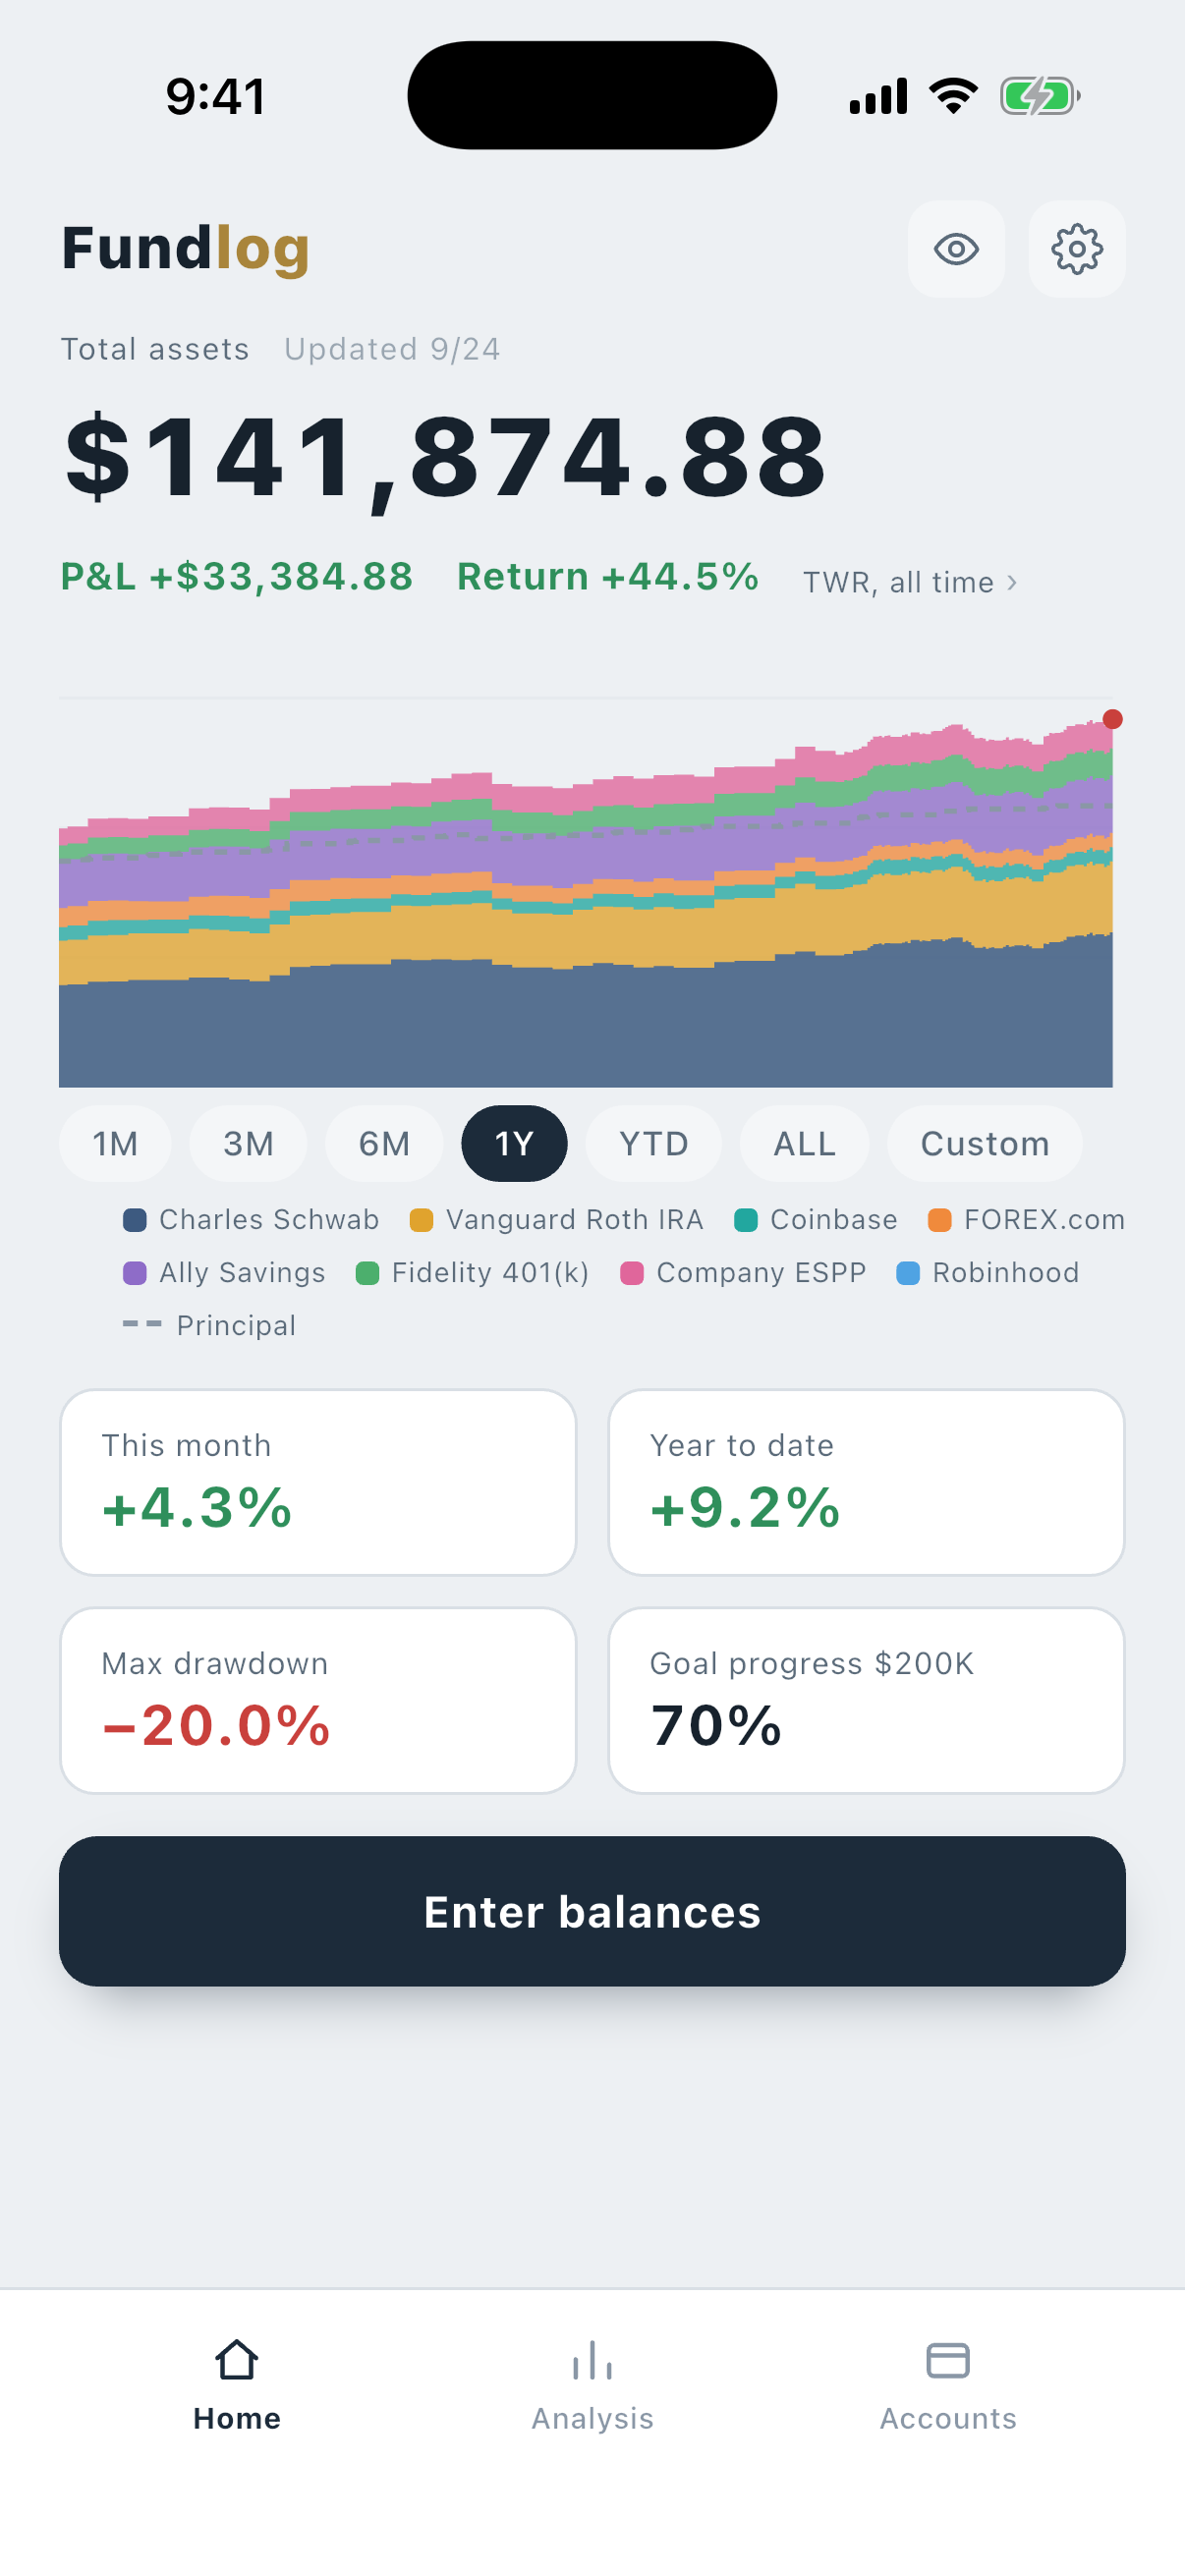 9:41
Fundlog
Total assets Updated 9/24
$141,874.88
P&L +$33,384.88 Return +44.5% TWR, all time ›
1M 3M 6M 1Y YTD ALL Custom
Charles Schwab Vanguard Roth IRA Coinbase FOREX.com
Ally Savings Fidelity 401(k) Company ESPP Robinhood
Principal
This month Year to date
+4.3% +9.2%
Max drawdown Goal progress $200K
−20.0% 70%
Enter balances
Home Analysis Accounts